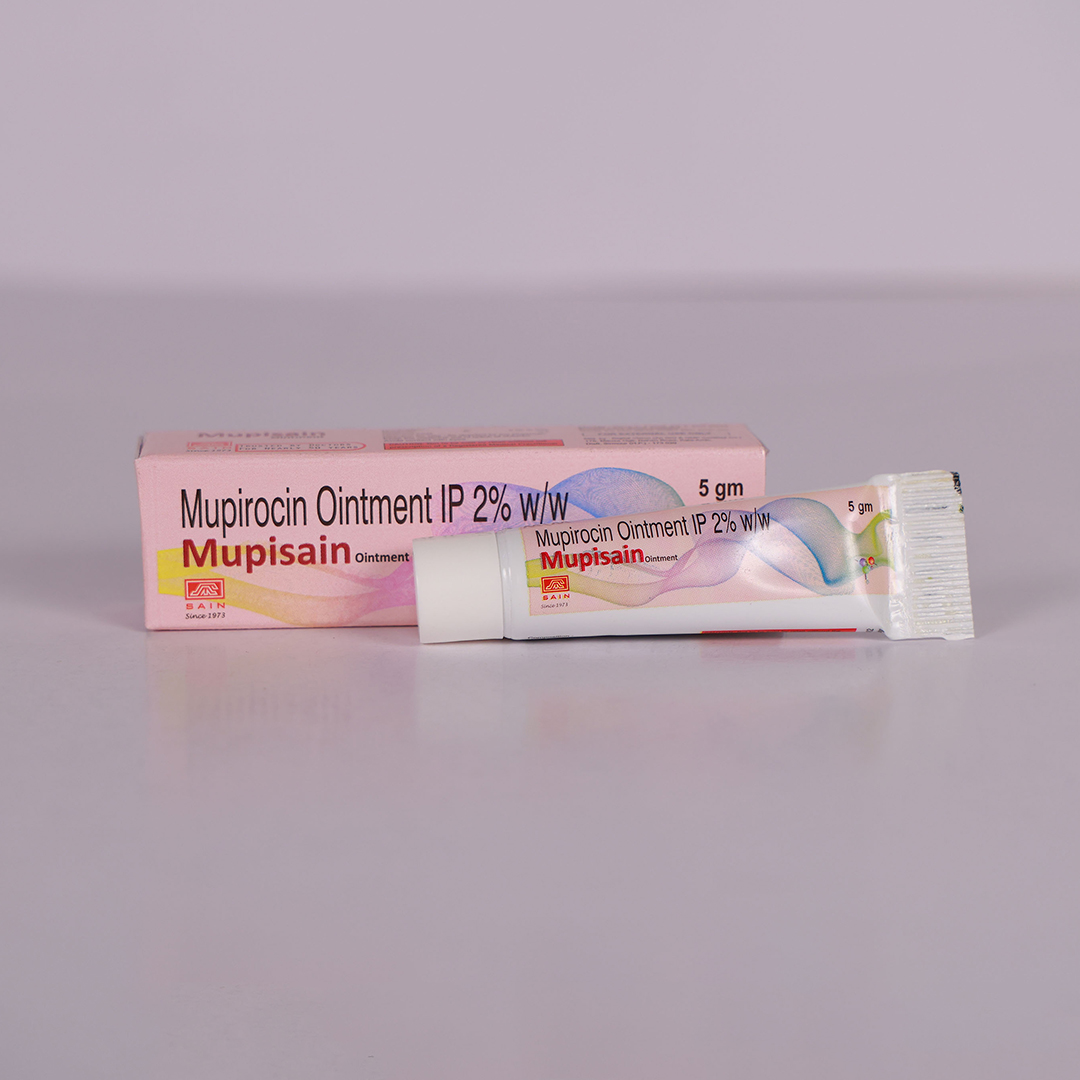 Mupisain
Mupirocin Ointment IP 2% w/w
5 gm
Mupisain Ointment
SAIN
Since 1973
Mupirocin Ointment IP 2% w/w
5 gm
Mupisain Ointment
SAIN
Since 1973